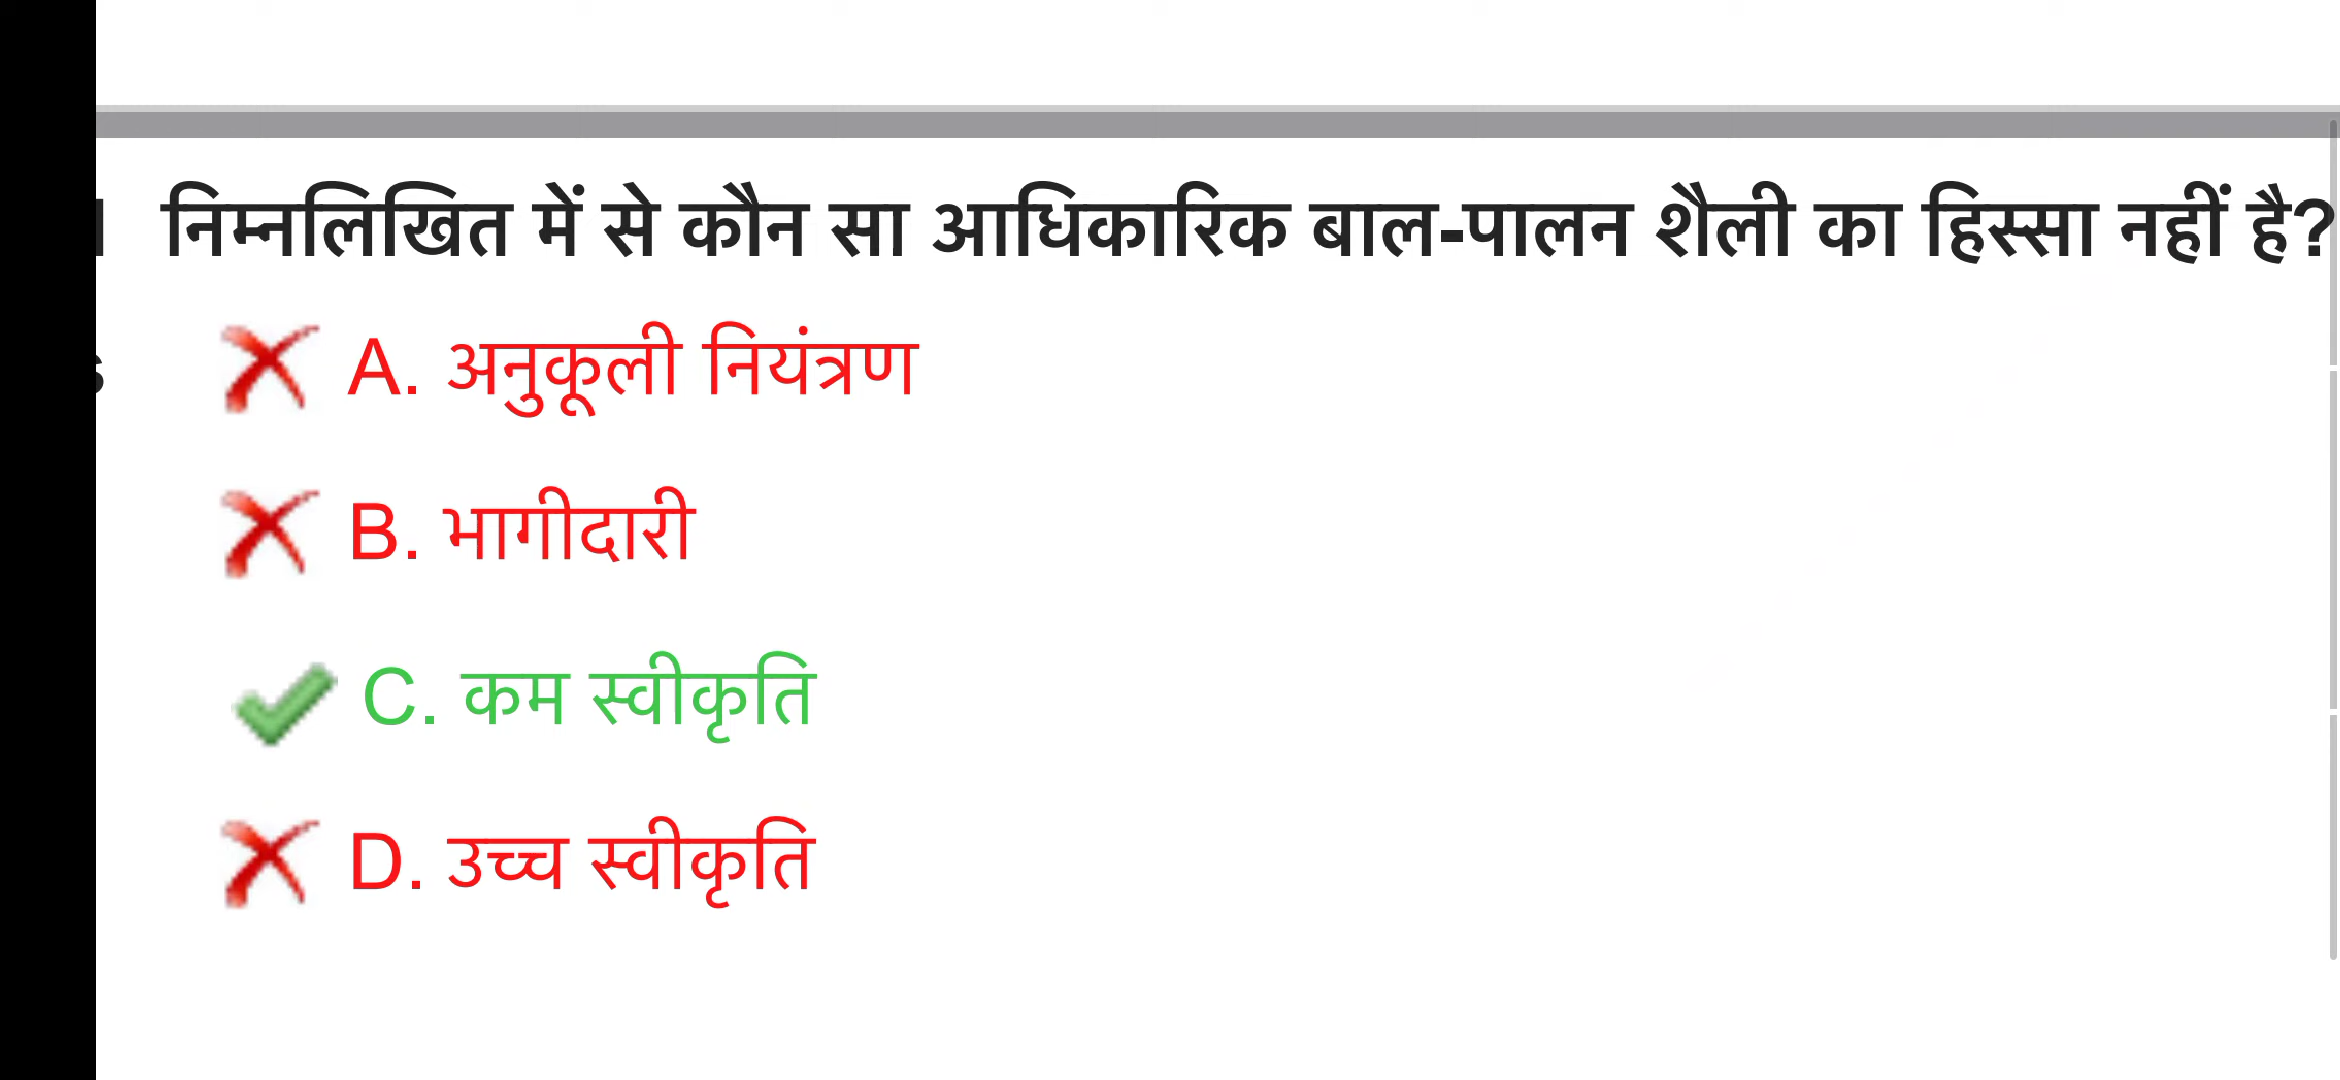 निम्नलिखित में से कौन सा आधिकारिक बाल-पालन शैली का हिस्सा नहीं है?
A. अनुकूली नियंत्रण
B. भागीदारी
C. कम स्वीकृति
D. उच्च स्वीकृति